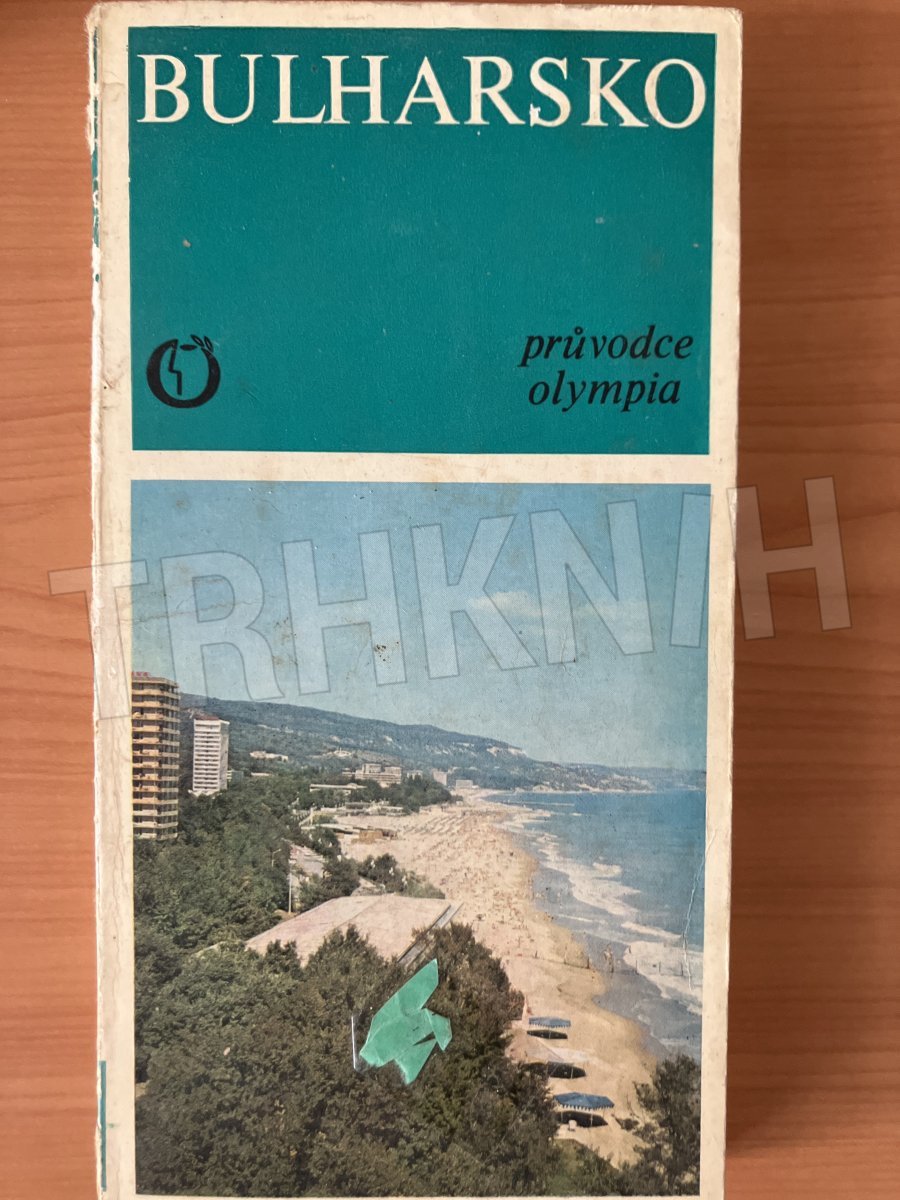 BULHARSKO
průvodce
olympia
TRHKNIH